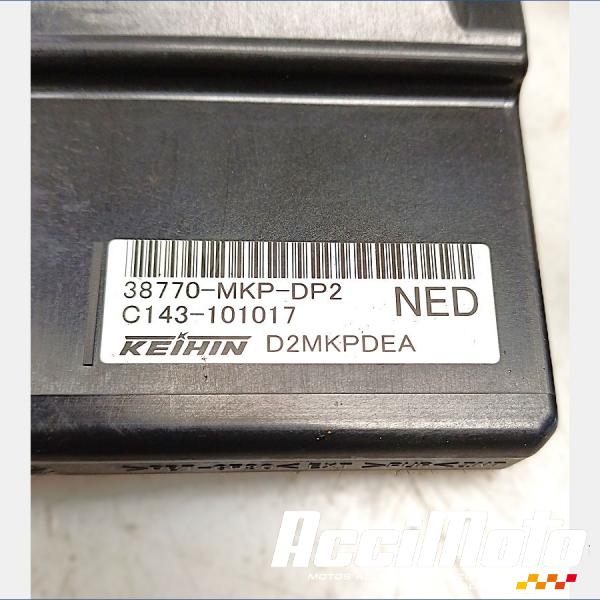 38770-MKP-DP2
NED
C143-101017
KEIHIN D2MKPDEA
AcciMoto